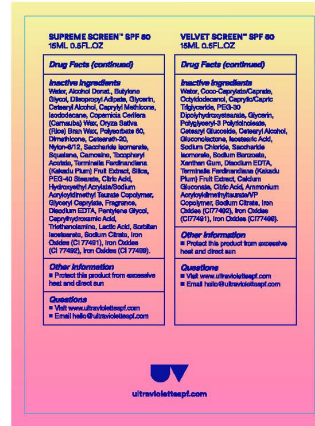 SUPREME SCREEN™ SPF 50
15ML 0.5FL.OZ
Drug Facts (continued)
Inactive Ingredients
Water, Alcohol Denat., Butylene
Glycol, Diisopropyl Adipate, Glycerin,
Cetearyl Alcohol, Caprylyl Methicone,
Isododecane, Copernicia Cerifera
(Carnauba) Wax, Oryza Sativa
(Rice) Bran Wax, Polysorbate 60,
Dimethicone, Ceteareth-20,
Nylon-6/12, Saccharide Isomerate,
Squalane, Carnosine, Tocopheryl
Acetate, Terminalia Ferdinandiana
(Kakadu Plum) Fruit Extract, Silica,
PEG-40 Stearate, Citric Acid,
Hydroxyethyl Acrylate/Sodium
Acryloyldimethyl Taurate Copolymer,
Glyceryl Caprylate, Fragrance,
Disodium EDTA, Pentylene Glycol,
Caprylhydroxamic Acid,
Triethanolamine, Lactic Acid, Sorbitan
Isostearate, Sodium Citrate, Iron
Oxides (CI 77491), Iron Oxides
(CI 77492), Iron Oxides (CI 77499).
Other Information
■ Protect this product from excessive
heat and direct sun
Questions
■ Visit www.ultraviolettespf.com
■ Email hello@ultraviolettespf.com
VELVET SCREEN™ SPF 50
15ML 0.5FL.OZ
Drug Facts (continued)
Inactive Ingredients
Water, Coco-Caprylate/Caprate,
Octyldodecanol, Caprylic/Capric
Triglyceride, PEG-30
Dipolyhydroxystearate, Glycerin,
Polyglyceryl-3 Polyricinoleate,
Cetearyl Glucoside, Cetearyl Alcohol,
Gluconolactone, Isostearic Acid,
Sodium Chloride, Saccharide
Isomerate, Sodium Benzoate,
Xanthan Gum, Disodium EDTA,
Terminalia Ferdinandiana (Kakadu
Plum) Fruit Extract, Calcium
Gluconate, Citric Acid, Ammonium
Acryloyldimethyltaurate/VP
Copolymer, Sodium Citrate, Iron
Oxides (CI77492), Iron Oxides
(CI77491), Iron Oxides (CI77499).
Other Information
■ Protect this product from excessive
heat and direct sun
Questions
■ Visit www.ultraviolettespf.com
■ Email hello@ultraviolettespf.com
UV
ultraviolettespf.com